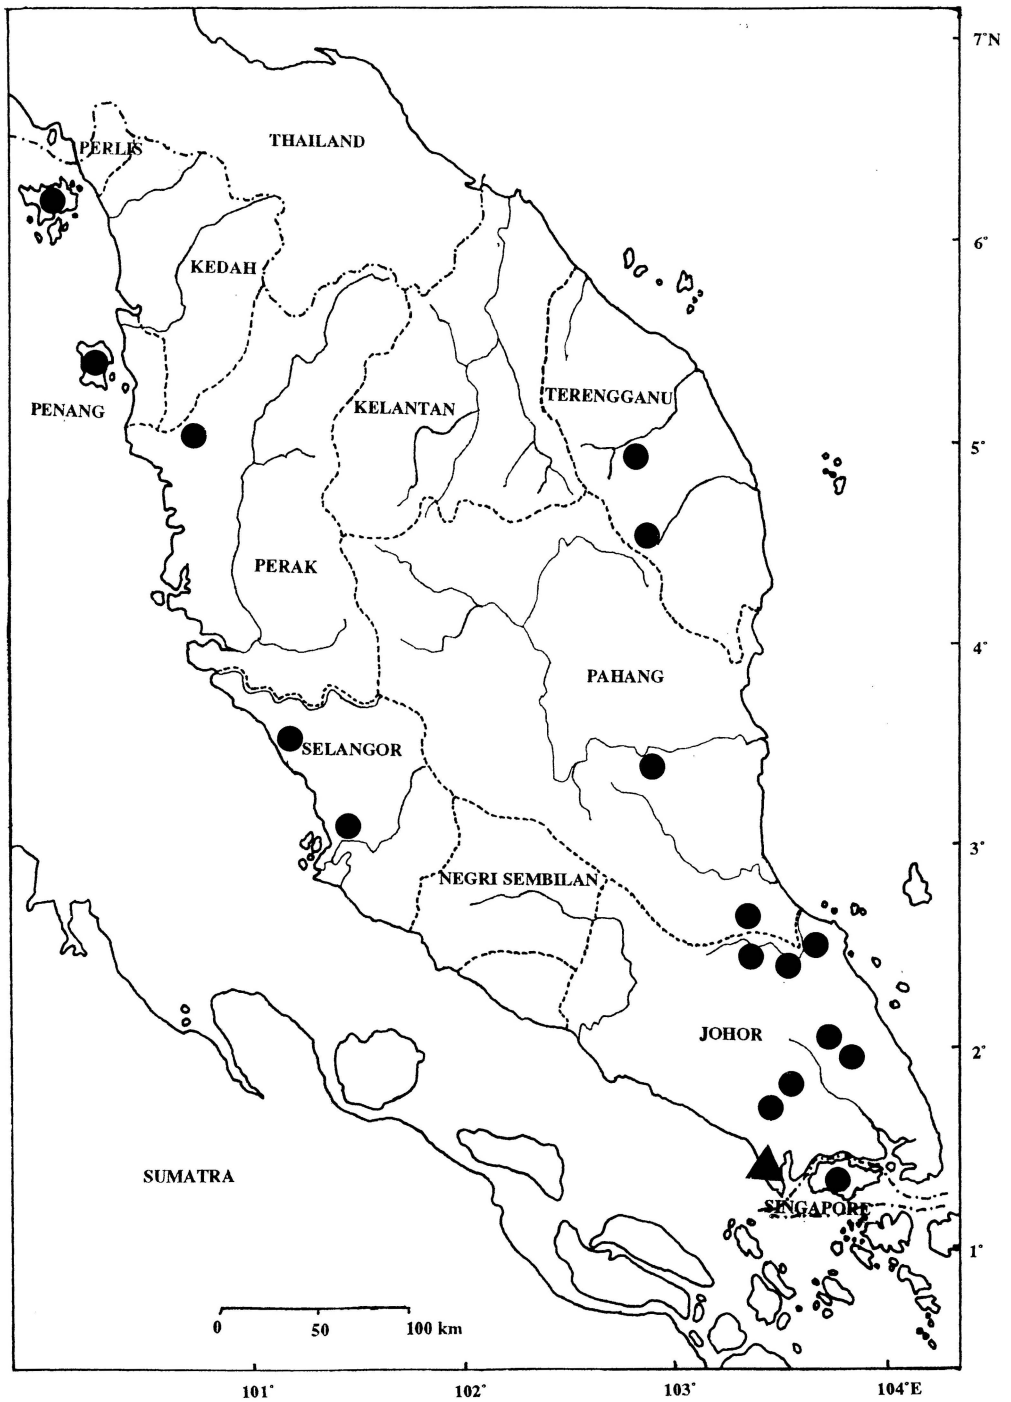 7°N
THAILAND
PERLIS
6°
KEDAH
TERENGGANU
KELANTAN
PENANG
5°
PERAK
4°
PAHANG
SELANGOR
3°
NEGRI SEMBILAN
JOHOR
2°
SUMATRA
SINGAPORE
1°
0 50 100 km
101° 102° 103° 104°E